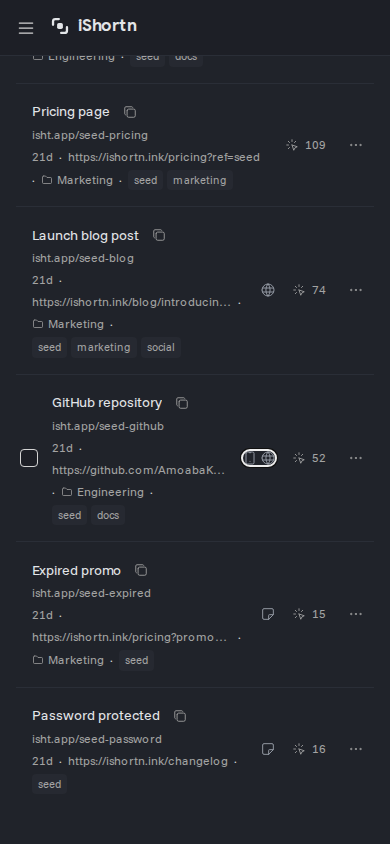 iShortn
Engineering · seed docs
Pricing page
isht.app/seed-pricing
21d · https://ishortn.ink/pricing?ref=seed
109
· Marketing · seed marketing
Launch blog post
isht.app/seed-blog
21d ·
https://ishortn.ink/blog/introducin... ·
74
Marketing ·
seed marketing social
GitHub repository
isht.app/seed-github
21d ·
https://github.com/AmoabaK...
52
· Engineering ·
seed docs
Expired promo
isht.app/seed-expired
21d ·
15
https://ishortn.ink/pricing?promo... ·
Marketing · seed
Password protected
isht.app/seed-password
16
21d · https://ishortn.ink/changelog ·
seed